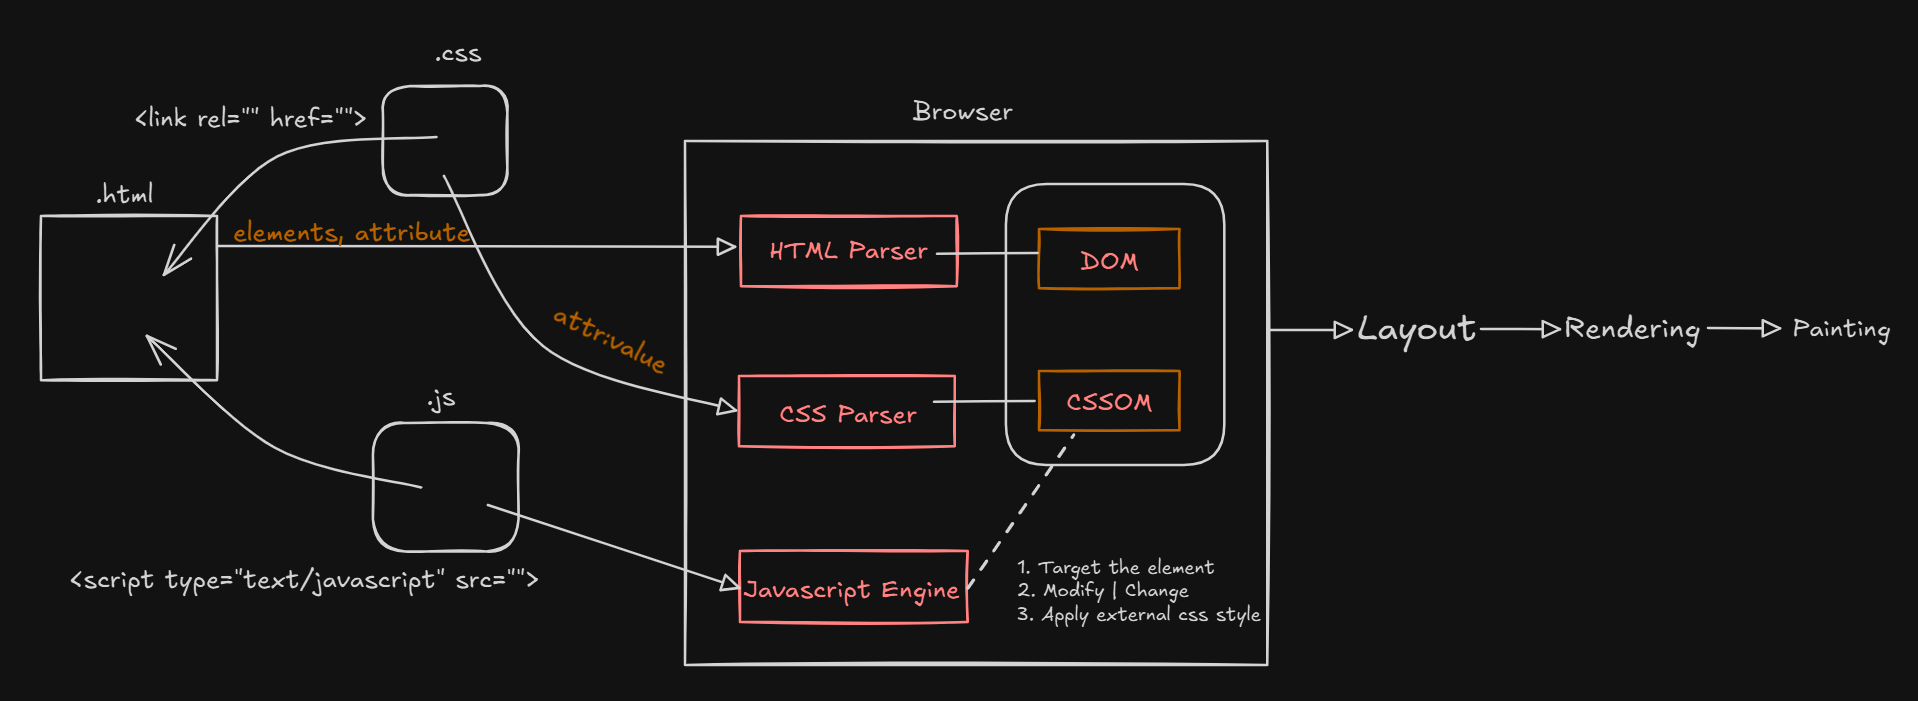 .css
<link rel="" href="">
.html
elements, attribute
attr:value
.js
<script type="text/javascript" src="">
Browser
HTML Parser
DOM
CSS Parser
CSSOM
Javascript Engine
1. Target the element
2. Modify | Change
3. Apply external css style
Layout
Rendering
Painting